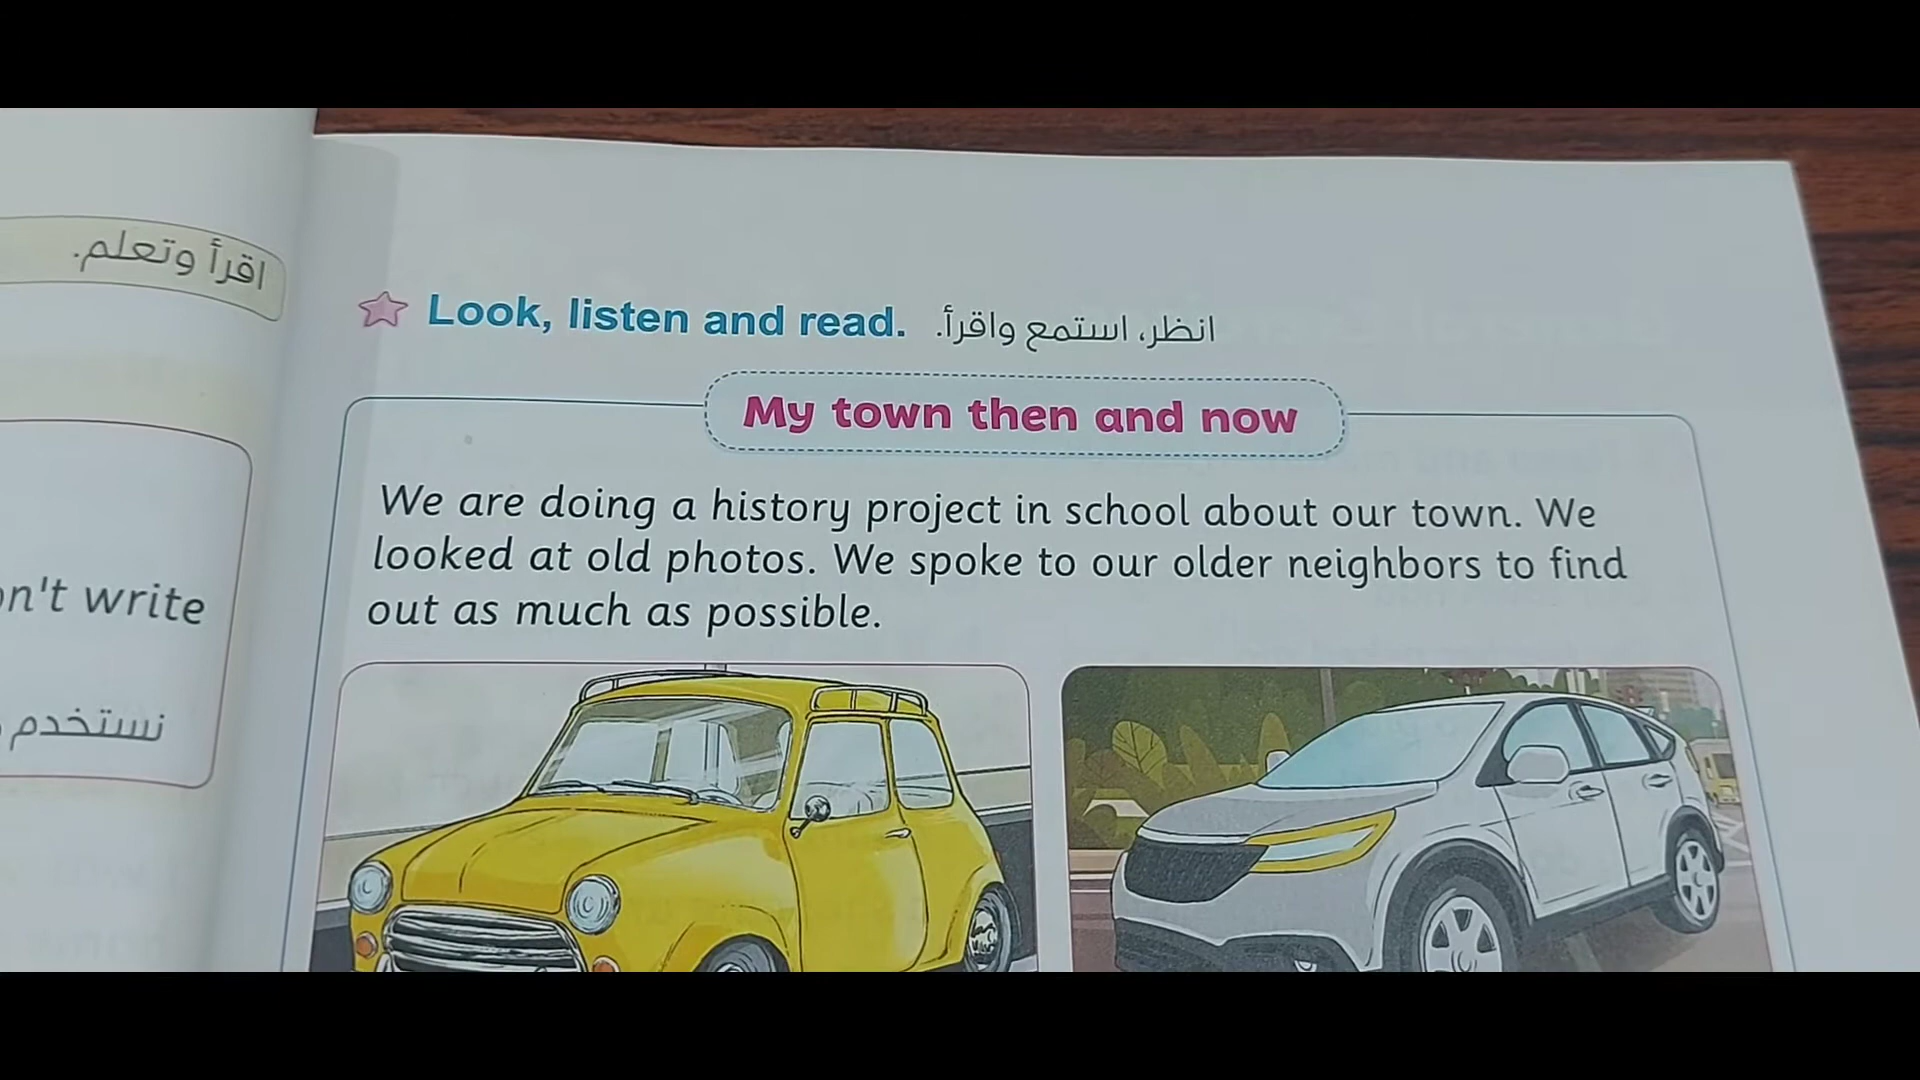 اقرأ وتعلم.
write
نستخدم
Look, listen and read. انظر، استمع واقرأ.
My town then and now
We are doing a history project in school about our town. We
looked at old photos. We spoke to our older neighbors to find
out as much as possible.